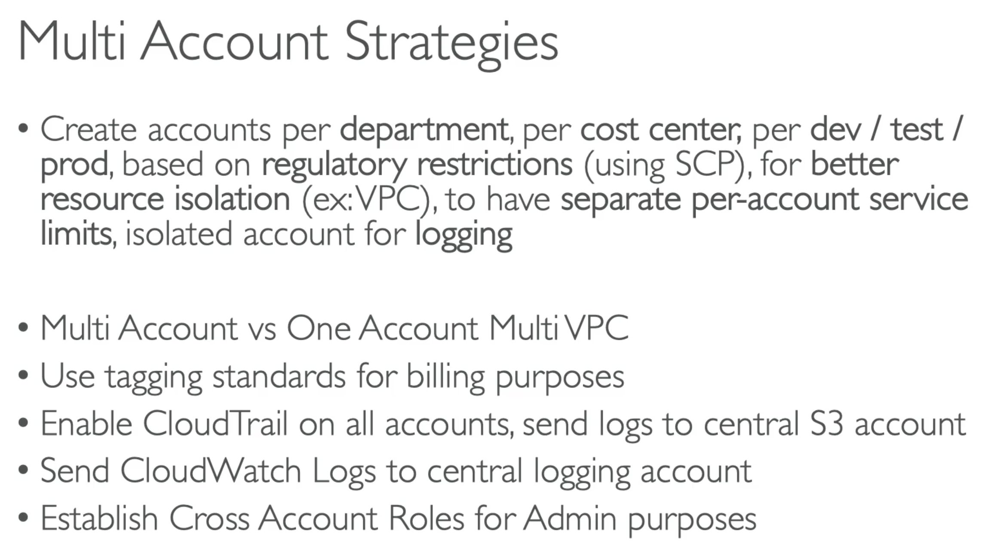 Multi Account Strategies
• Create accounts per department, per cost center, per dev / test /
prod, based on regulatory restrictions (using SCP), for better
resource isolation (ex: VPC), to have separate per-account service
limits, isolated account for logging
• Multi Account vs One Account Multi VPC
• Use tagging standards for billing purposes
• Enable CloudTrail on all accounts, send logs to central S3 account
• Send CloudWatch Logs to central logging account
• Establish Cross Account Roles for Admin purposes